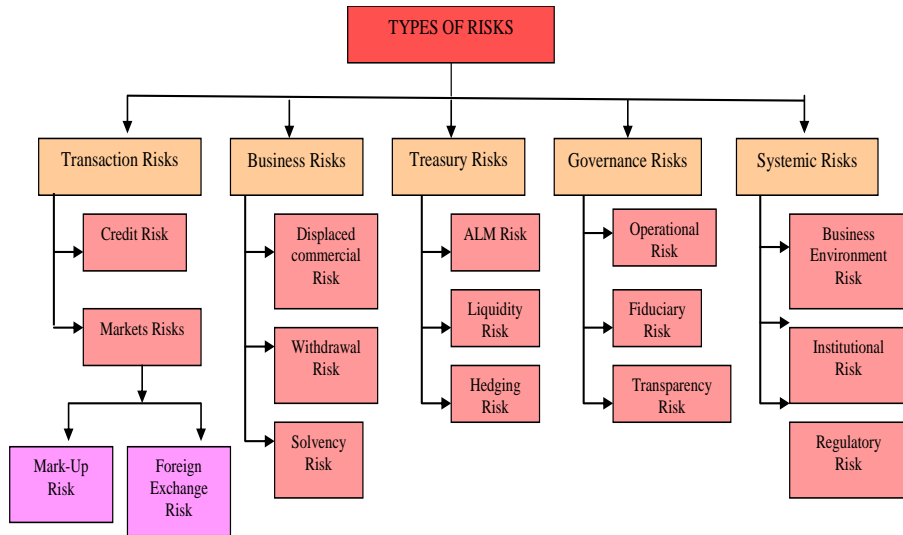 TYPES OF RISKS
Transaction Risks
Business Risks
Treasury Risks
Governance Risks
Systemic Risks
Credit Risk
Markets Risks
Mark-Up
Risk
Foreign
Exchange
Risk
Displaced
commercial
Risk
Withdrawal
Risk
Solvency
Risk
ALM Risk
Liquidity
Risk
Hedging
Risk
Operational
Risk
Fiduciary
Risk
Transparency
Risk
Business
Environment
Risk
Institutional
Risk
Regulatory
Risk